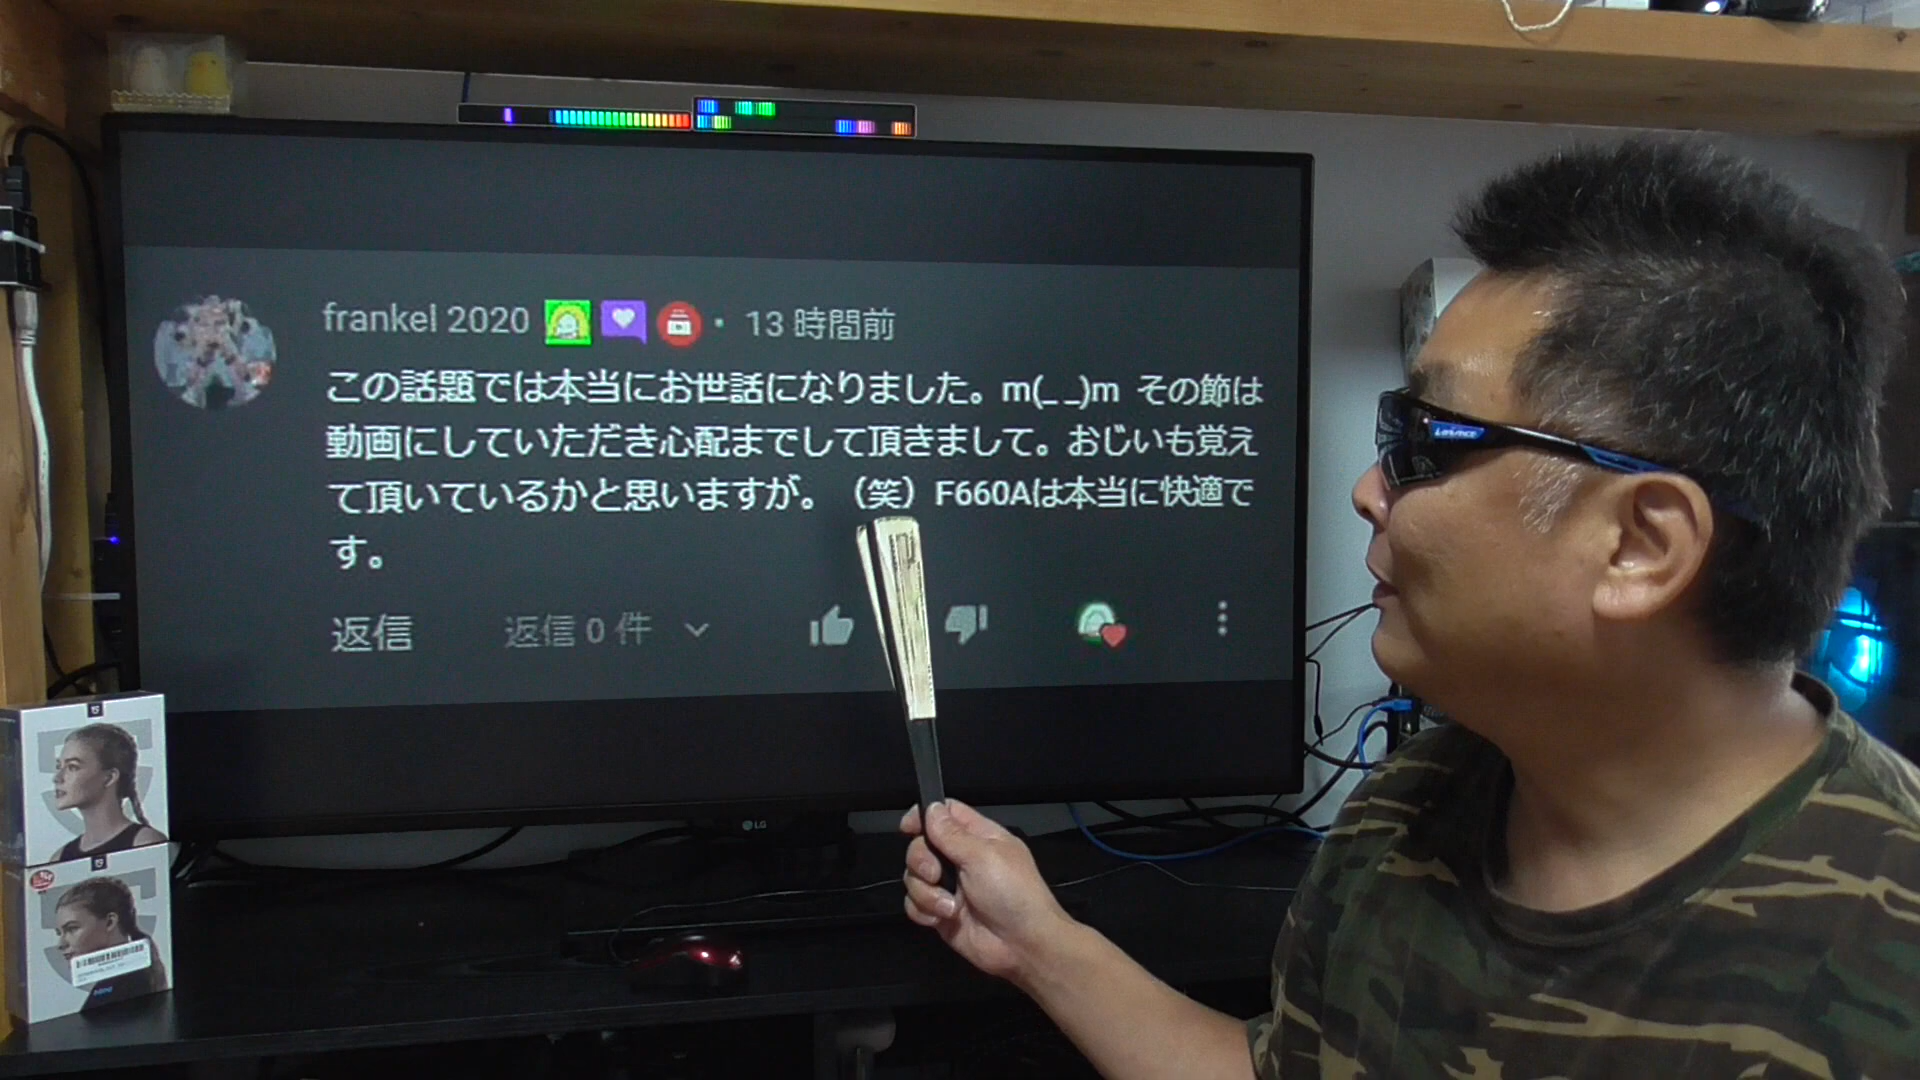 frankel 2020 · 13 時間前
この話題では本当にお世話になりました。m(_ _)m その節は
動画にしていただき心配までして頂きまして。おじいも覚え
て頂いているかと思いますが。（笑）F660Aは本当に快適で
す。
返信 返信 0 件
LG